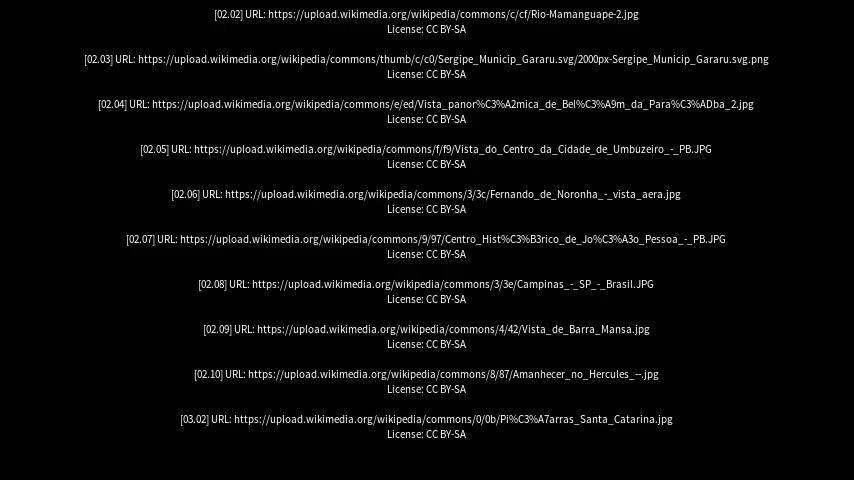 [02.02] URL: https://upload.wikimedia.org/wikipedia/commons/c/cf/Rio-Mamanguape-2.jpg
License: CC BY-SA
[02.03] URL: https://upload.wikimedia.org/wikipedia/commons/thumb/c/c0/Sergipe_Municip_Gararu.svg/2000px-Sergipe_Municip_Gararu.svg.png
License: CC BY-SA
[02.04] URL: https://upload.wikimedia.org/wikipedia/commons/e/ed/Vista_panor%C3%A2mica_de_Bel%C3%A9m_da_Para%C3%ADba_2.jpg
License: CC BY-SA
[02.05] URL: https://upload.wikimedia.org/wikipedia/commons/f/f9/Vista_do_Centro_da_Cidade_de_Umbuzeiro_-_PB.JPG
License: CC BY-SA
[02.06] URL: https://upload.wikimedia.org/wikipedia/commons/3/3c/Fernando_de_Noronha_-_vista_aera.jpg
License: CC BY-SA
[02.07] URL: https://upload.wikimedia.org/wikipedia/commons/9/97/Centro_Hist%C3%B3rico_de_Jo%C3%A3o_Pessoa_-_PB.JPG
License: CC BY-SA
[02.08] URL: https://upload.wikimedia.org/wikipedia/commons/3/3e/Campinas_-_SP_-_Brasil.JPG
License: CC BY-SA
[02.09] URL: https://upload.wikimedia.org/wikipedia/commons/4/42/Vista_de_Barra_Mansa.jpg
License: CC BY-SA
[02.10] URL: https://upload.wikimedia.org/wikipedia/commons/8/87/Amanhecer_no_Hercules_--.jpg
License: CC BY-SA
[03.02] URL: https://upload.wikimedia.org/wikipedia/commons/0/0b/Pi%C3%A7arras_Santa_Catarina.jpg
License: CC BY-SA